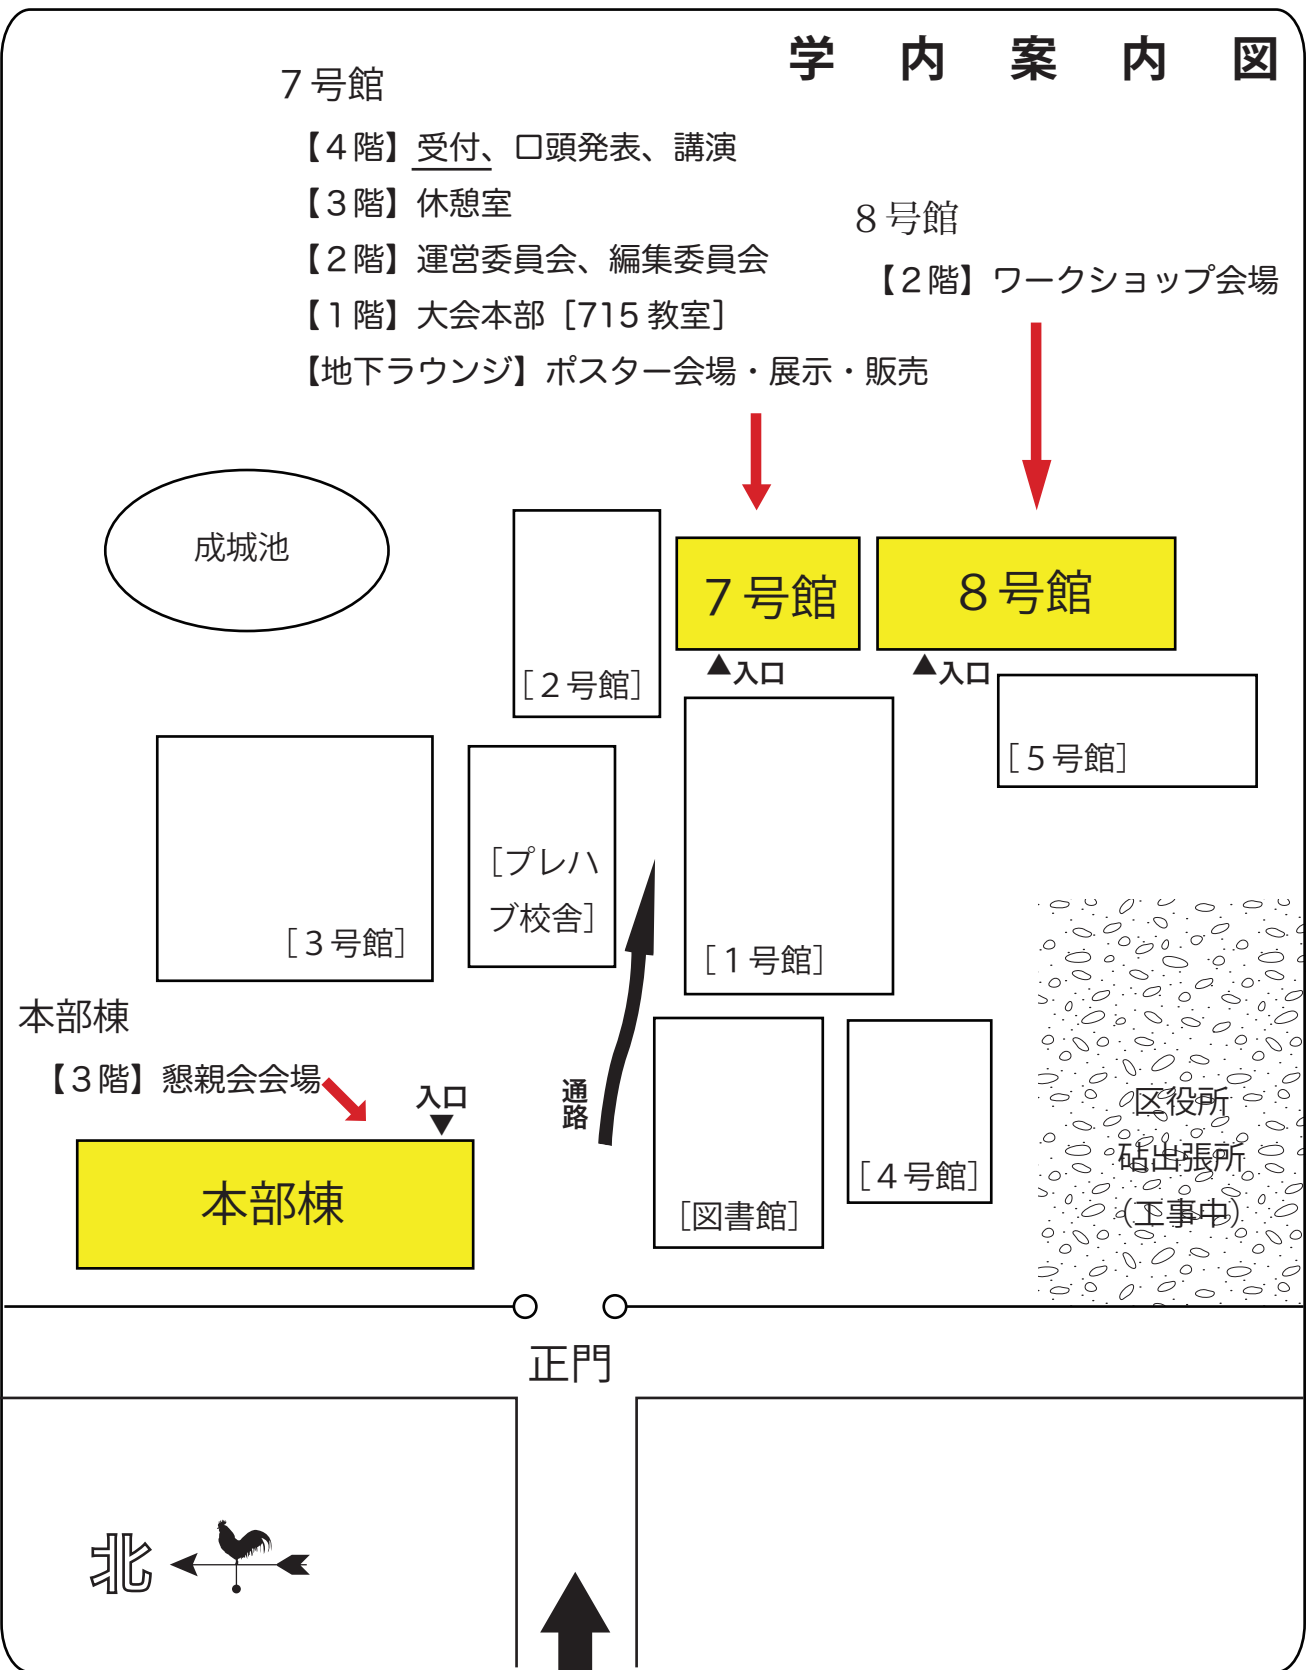 学内案内図
７号館
【４階】受付、口頭発表、講演
【３階】休憩室
【２階】運営委員会、編集委員会
【１階】大会本部［715 教室］
【地下ラウンジ】ポスター会場・展示・販売
８号館
【２階】ワークショップ会場
成城池
７号館
８号館
［２号館］
▲入口
▲入口
［５号館］
［プレハ
ブ校舎］
［３号館］
［１号館］
本部棟
【３階】懇親会会場
入口
▼
通路
区役所
砧出張所
（工事中）
本部棟
［図書館］
［４号館］
正門
北